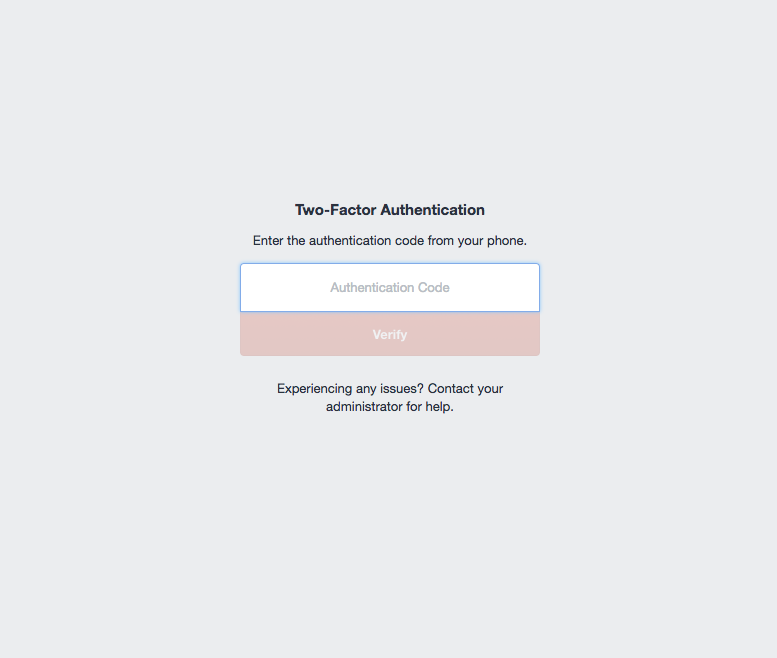 Two-Factor Authentication
Enter the authentication code from your phone.
Authentication Code
Verify
Experiencing any issues? Contact your
administrator for help.